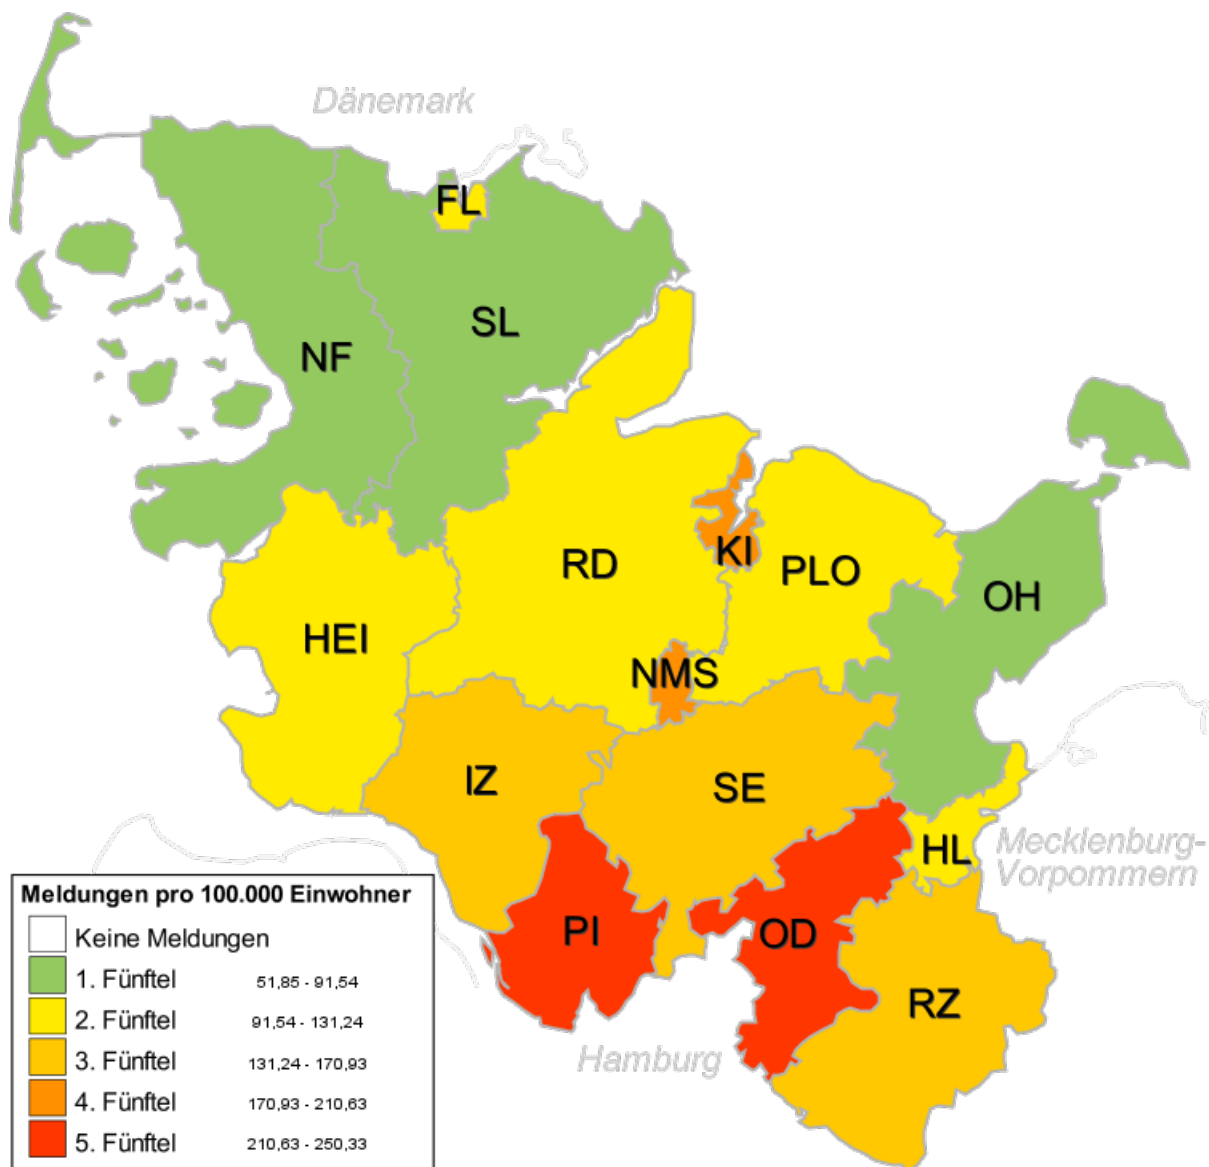 Dänemark
FL
SL
NF
RD
KI
PLO
OH
HEI
NMS
IZ
SE
HL
Mecklenburg-
Vorpommern
PI
OD
RZ
Hamburg
Meldungen pro 100.000 Einwohner
Keine Meldungen
1. Fünftel 51,85 - 91,54
2. Fünftel 91,54 - 131,24
3. Fünftel 131,24 - 170,93
4. Fünftel 170,93 - 210,63
5. Fünftel 210,63 - 250,33